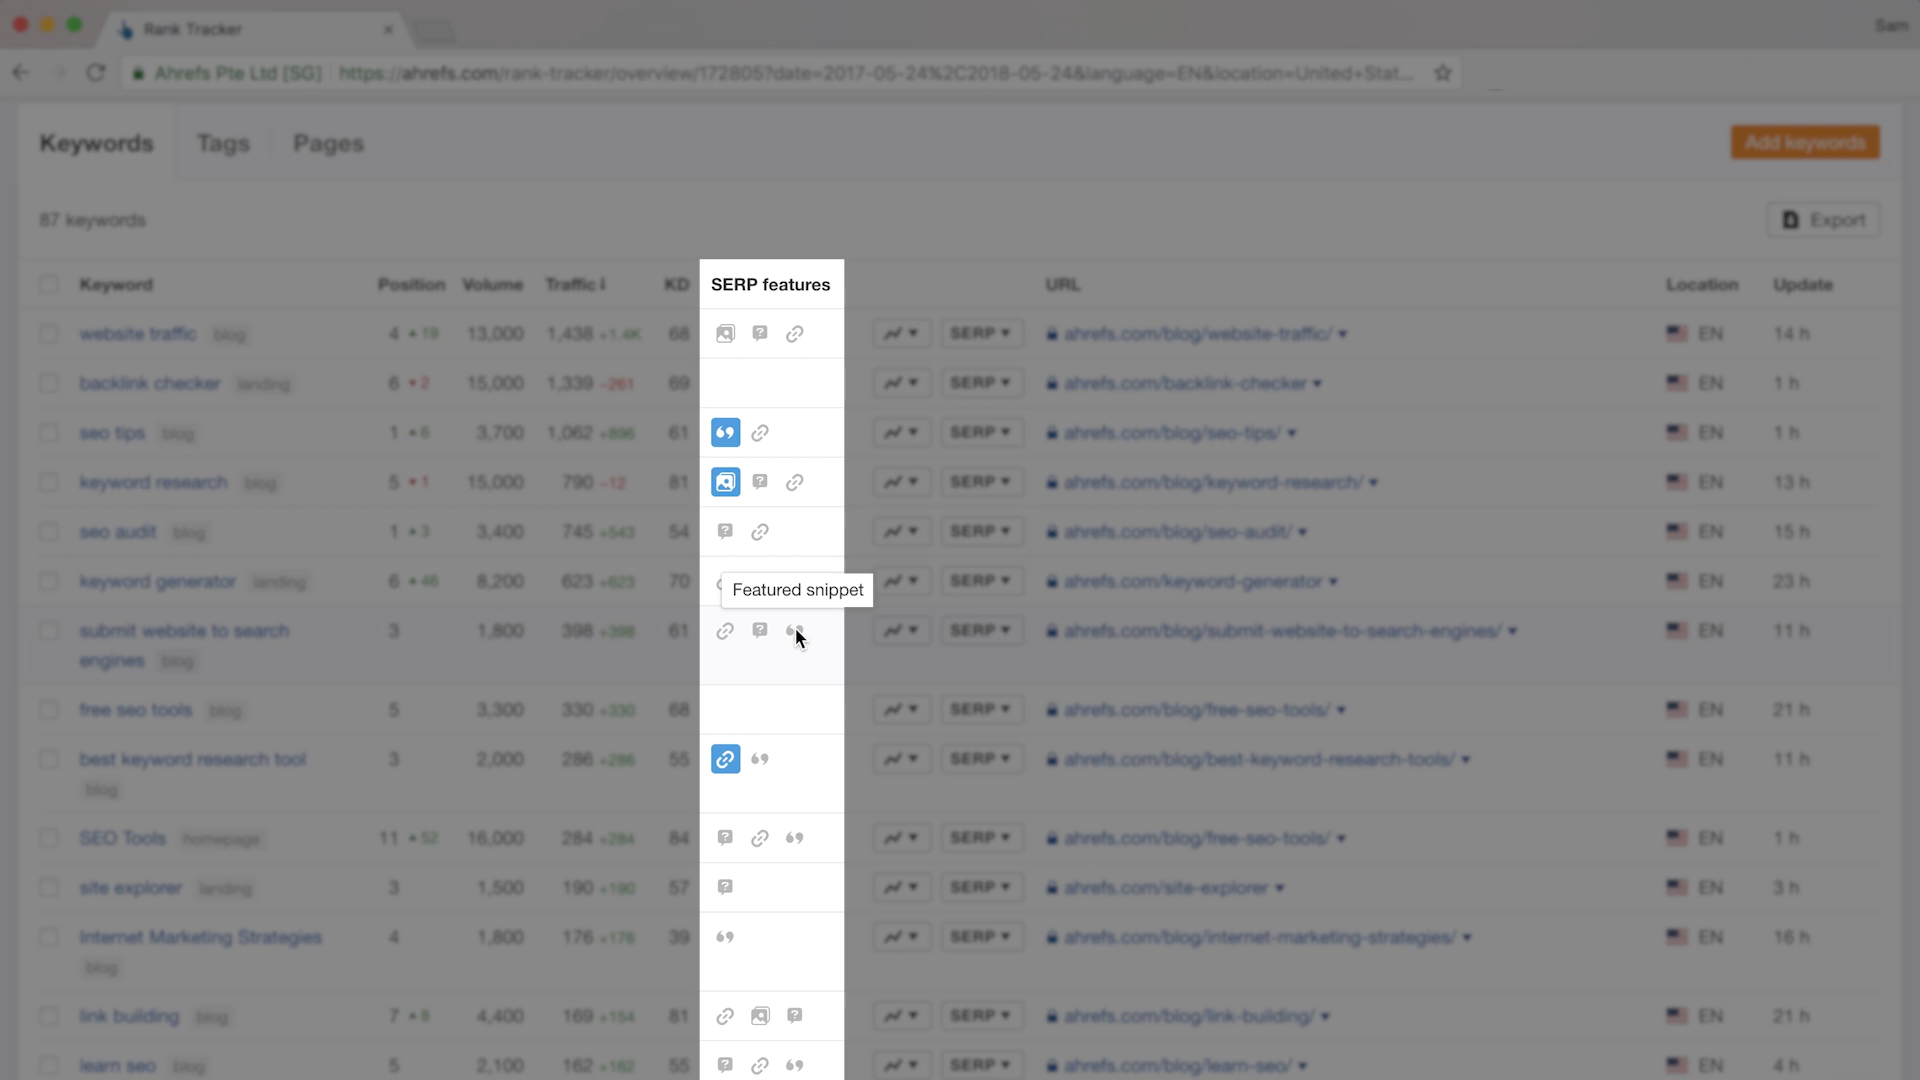 Rank Tracker
Sam
Ahrefs Pte Ltd [SG] https://ahrefs.com/rank-tracker/overview/172805?date=2017-05-24%2C2018-05-24&language=EN&location=United+Stat...
Keywords Tags Pages Add keywords
87 keywords Export
Keyword Position Volume Traffic KD SERP features URL Location Update
website traffic blog 4 19 13,000 1,438 +1.4K 68 SERP ahrefs.com/blog/website-traffic/ EN 14 h
backlink checker landing 6 2 15,000 1,339 -261 69 SERP ahrefs.com/backlink-checker EN 1 h
seo tips blog 1 6 3,700 1,062 +896 61 SERP ahrefs.com/blog/seo-tips/ EN 1 h
keyword research blog 5 1 15,000 790 -12 81 SERP ahrefs.com/blog/keyword-research/ EN 13 h
seo audit blog 1 3 3,400 745 +543 54 SERP ahrefs.com/blog/seo-audit/ EN 15 h
keyword generator landing 6 46 8,200 623 +623 70 SERP ahrefs.com/keyword-generator EN 23 h
Featured snippet
submit website to search 3 1,800 398 +398 61 SERP ahrefs.com/blog/submit-website-to-search-engines/ EN 11 h
engines blog
free seo tools blog 5 3,300 330 +330 68 SERP ahrefs.com/blog/free-seo-tools/ EN 21 h
best keyword research tool 3 2,000 286 +286 55 SERP ahrefs.com/blog/best-keyword-research-tools/ EN 11 h
blog
SEO Tools homepage 11 52 16,000 284 +284 84 SERP ahrefs.com/blog/free-seo-tools/ EN 1 h
site explorer landing 3 1,500 190 +190 57 SERP ahrefs.com/site-explorer EN 3 h
Internet Marketing Strategies 4 1,800 176 +176 39 SERP ahrefs.com/blog/internet-marketing-strategies/ EN 16 h
blog
link building blog 7 8 4,400 169 +154 81 SERP ahrefs.com/blog/link-building/ EN 21 h
learn seo blog 5 2,100 162 +162 55 SERP ahrefs.com/blog/learn-seo/ EN 4 h